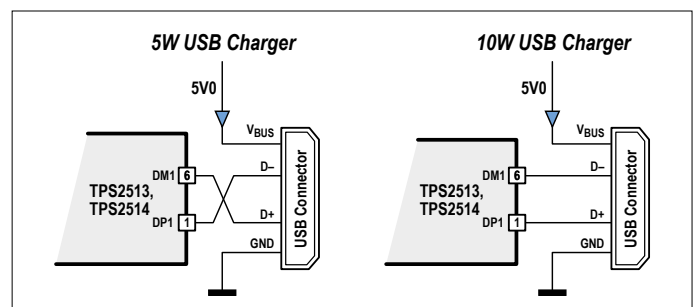 5W USB Charger
5V0
VBUS
D–
D+
GND
USB Connector
DM1 6
DP1 1
TPS2513,
TPS2514
10W USB Charger
5V0
VBUS
D–
D+
GND
USB Connector
DM1 6
DP1 1
TPS2513,
TPS2514